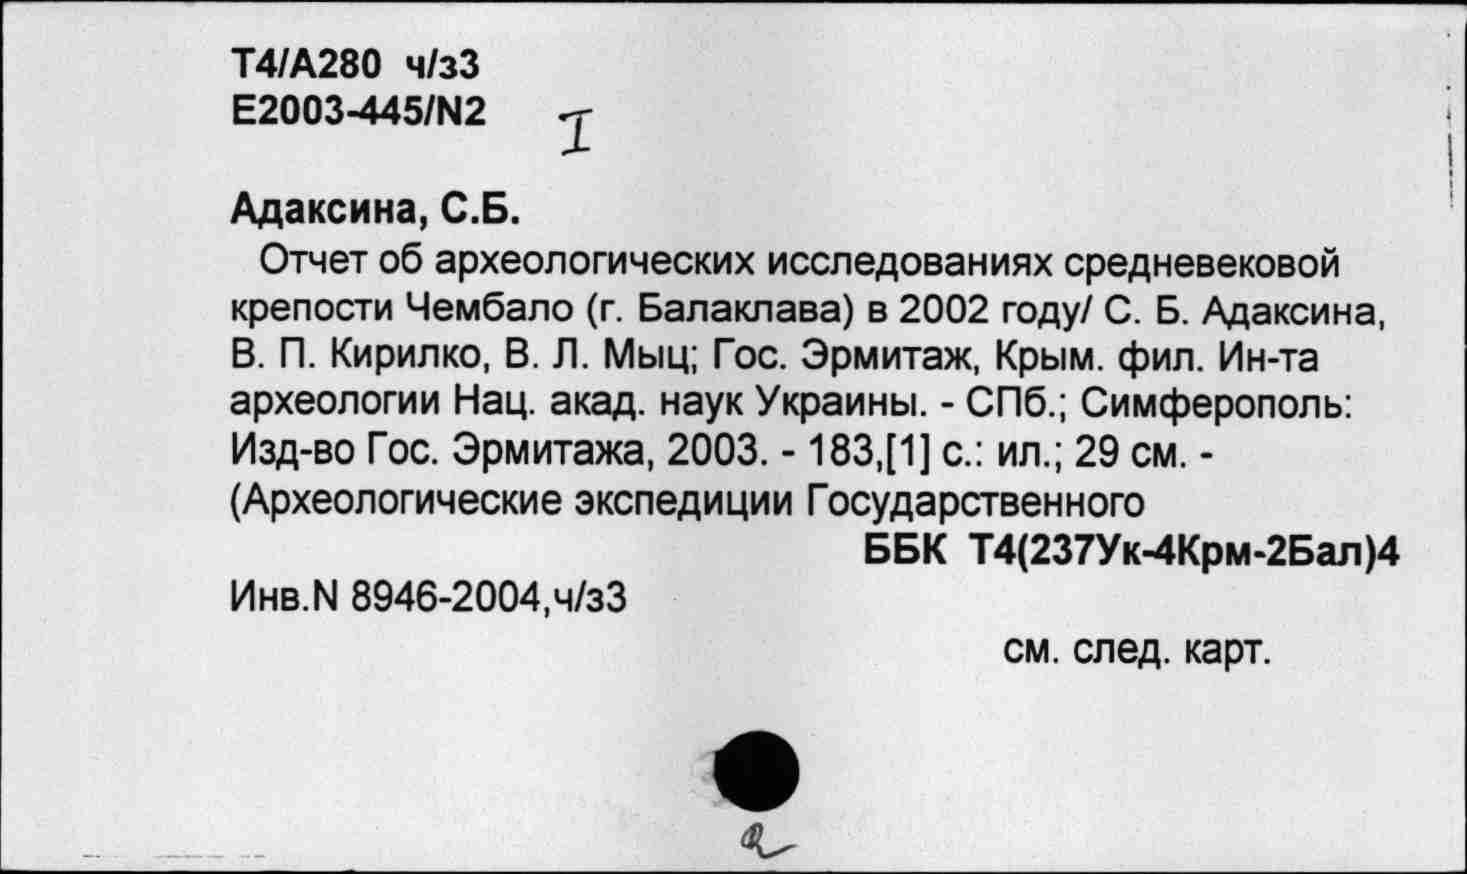 Т4/А280 ч/з3
Е2003-445/N2
I
Адаксина, С.Б.
Отчет об археологических исследованиях средневековой
крепости Чембало (г. Балаклава) в 2002 году/ С. Б. Адаксина,
В. П. Кирилко, В. Л. Мыц; Гос. Эрмитаж, Крым. фил. Ин-та
археологии Нац. акад. наук Украины. - СПб.; Симферополь:
Изд-во Гос. Эрмитажа, 2003. - 183,[1] с.: ил.; 29 см. -
(Археологические экспедиции Государственного
ББК Т4(237Ук-4Крм-2Бал)4
Инв.N 8946-2004,ч/з3
см. след. карт.